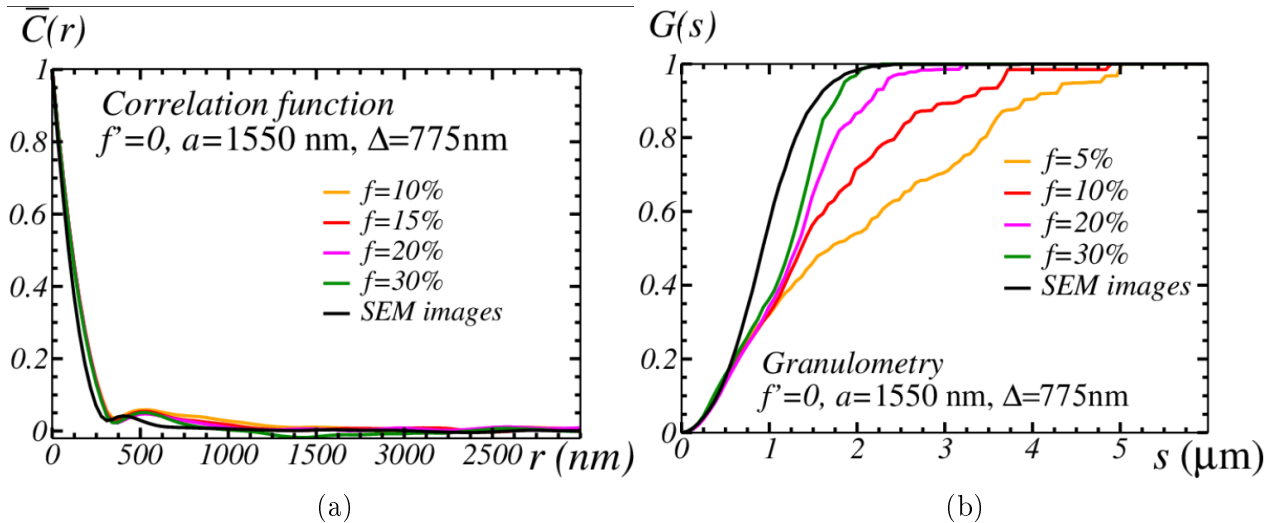 C̅(r)
1
0.8
0.6
0.4
0.2
0
Correlation function
f'=0, a=1550 nm, Δ=775nm
f=10%
f=15%
f=20%
f=30%
SEM images
0 500 1000 1500 2000 2500 r (nm)
(a)
G(s)
1
0.8
0.6
0.4
0.2
0
f=5%
f=10%
f=20%
f=30%
SEM images
Granulometry
f'=0, a=1550 nm, Δ=775nm
0 1 2 3 4 5 s (μm)
(b)